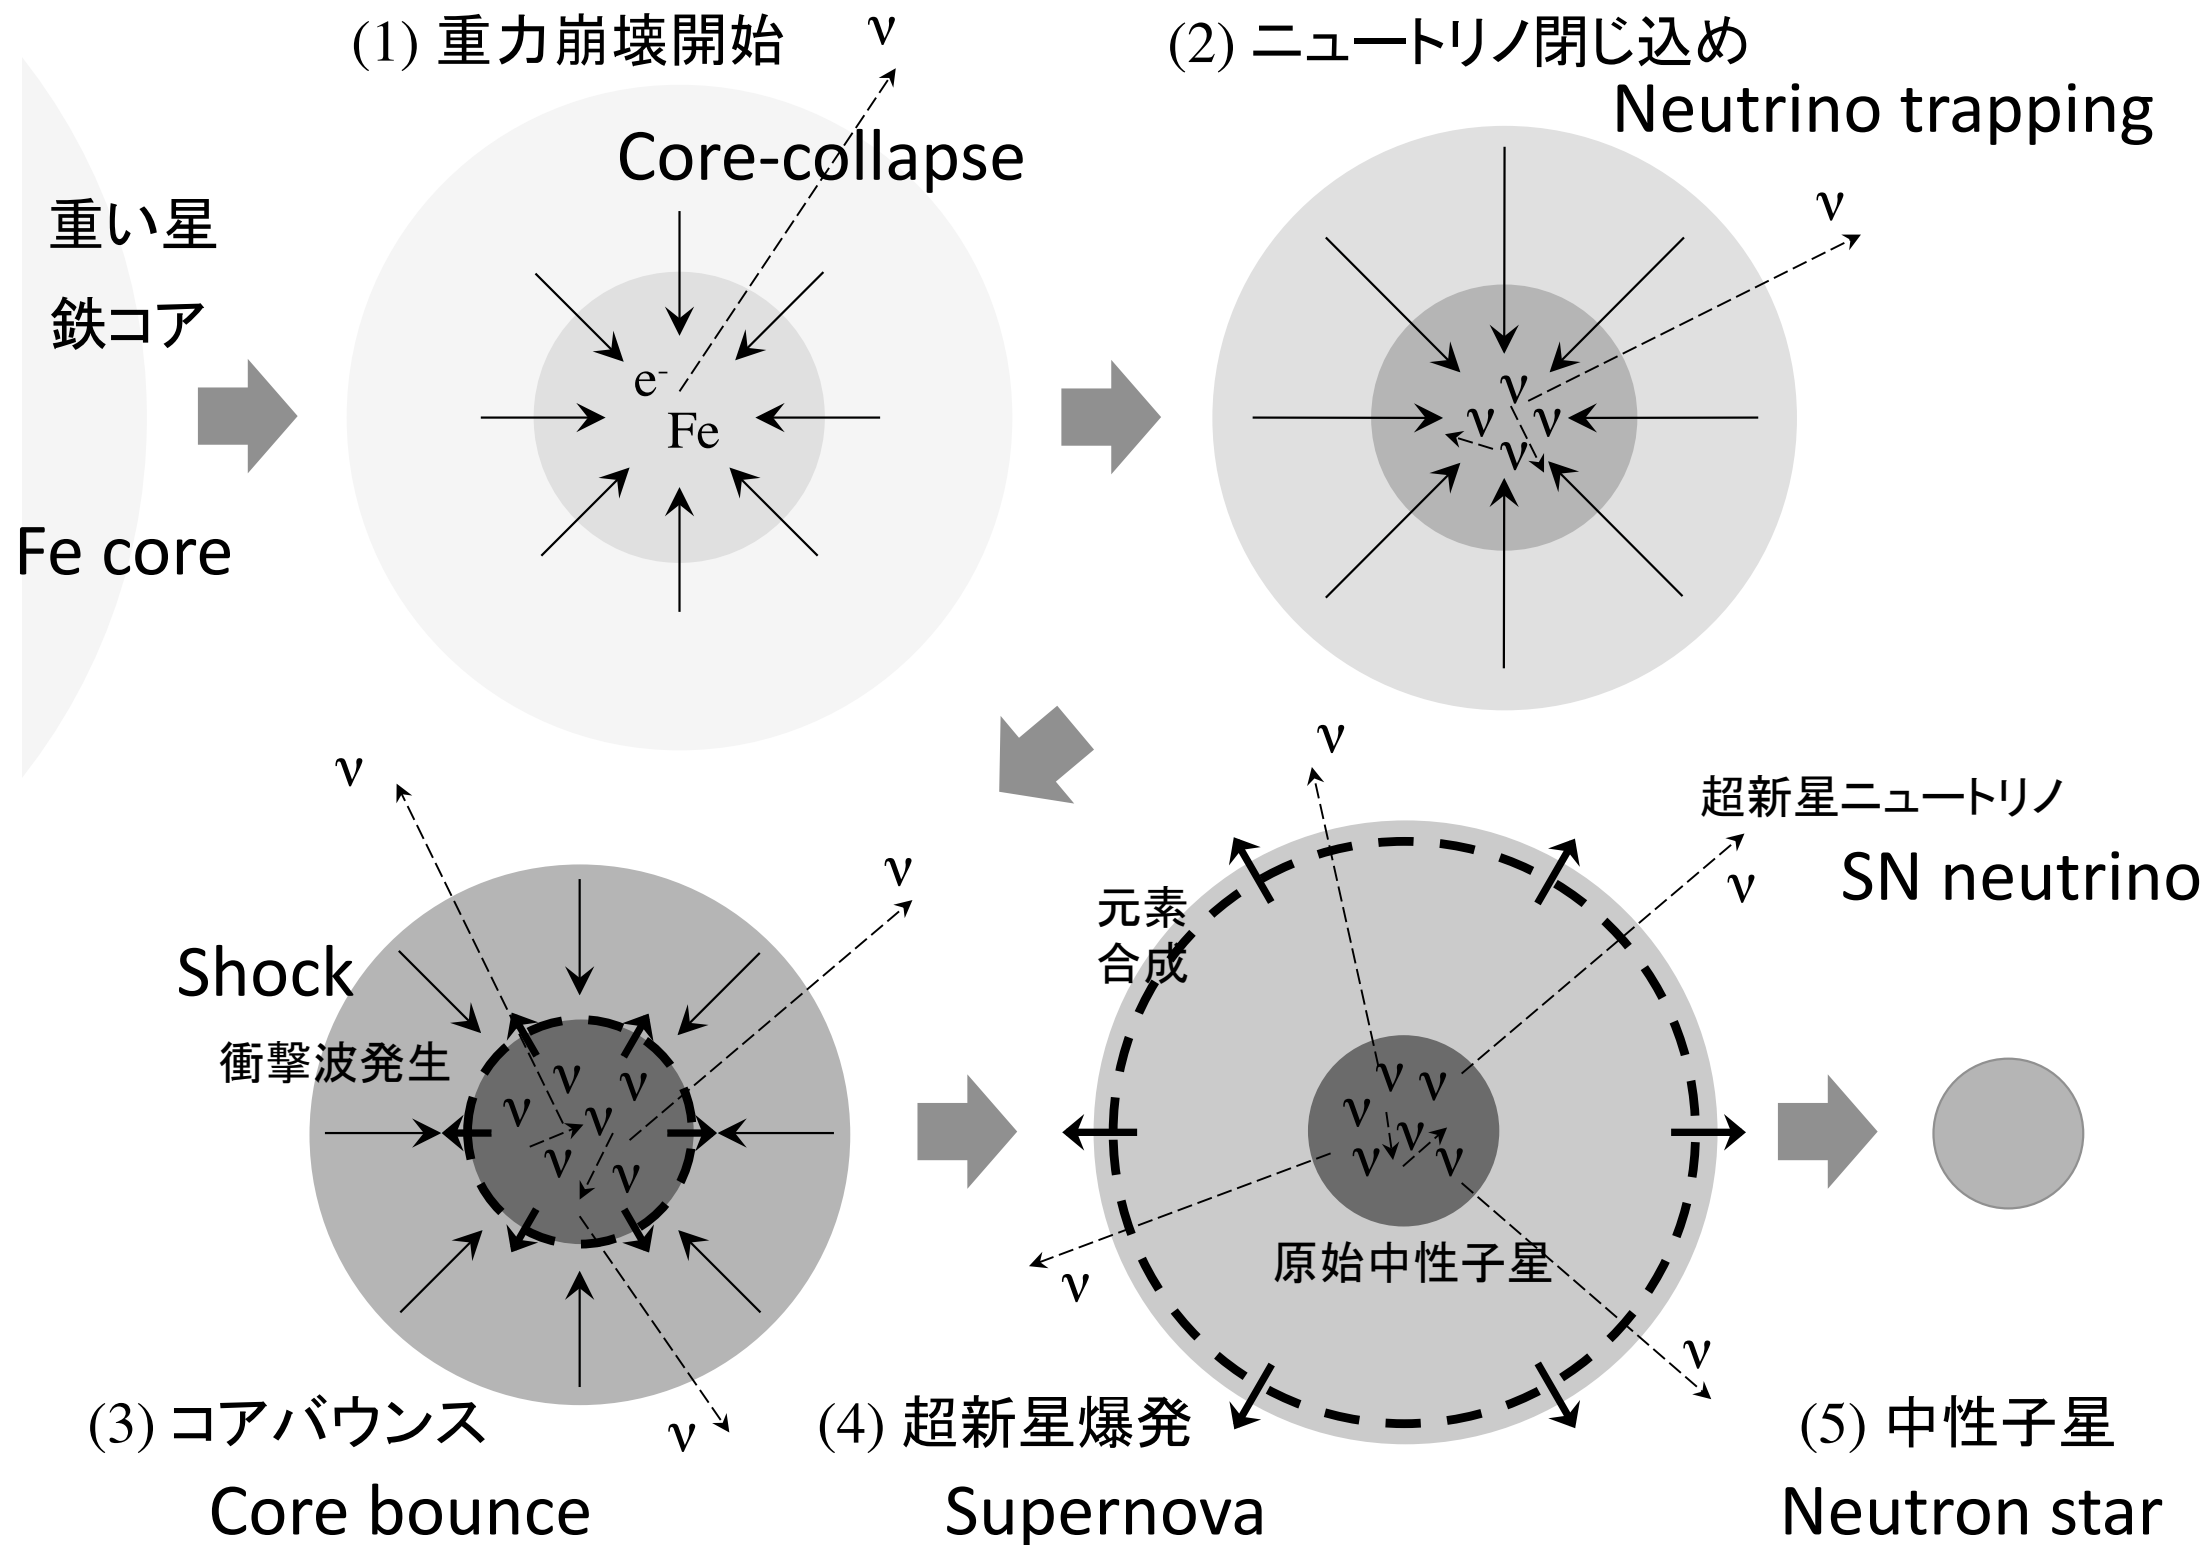 重い星
鉄コア
Fe core
(1) 重力崩壊開始
ν
Core-collapse
e⁻
Fe
(2) ニュートリノ閉じ込め
Neutrino trapping
ν
ν
ν ν
ν
ν
ν
Shock
衝撃波発生
ν ν
ν ν
ν ν
ν
(3) コアバウンス
Core bounce
ν
超新星ニュートリノ
ν
SN neutrino
元素
合成
ν ν
ν ν
ν ν
原始中性子星
ν
ν
(4) 超新星爆発
Supernova
(5) 中性子星
Neutron star